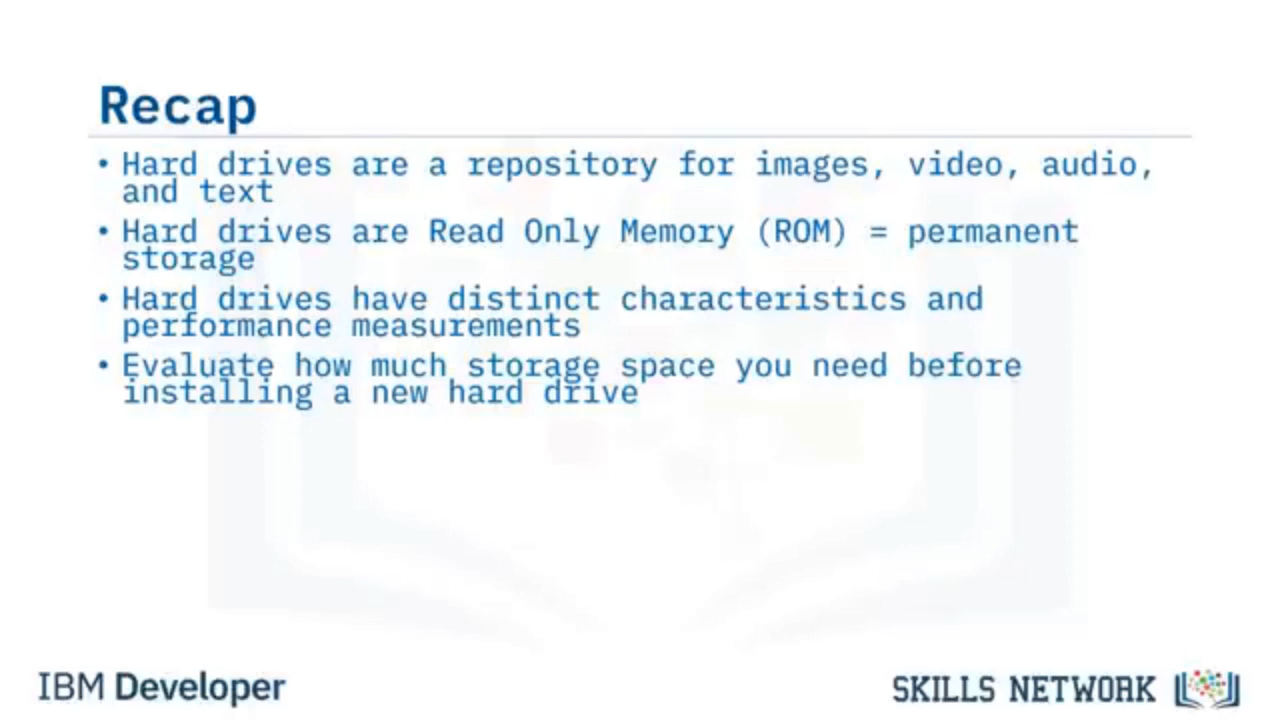 Recap
• Hard drives are a repository for images, video, audio,
and text
• Hard drives are Read Only Memory (ROM) = permanent
storage
• Hard drives have distinct characteristics and
performance measurements
• Evaluate how much storage space you need before
installing a new hard drive
IBM Developer
SKILLS NETWORK